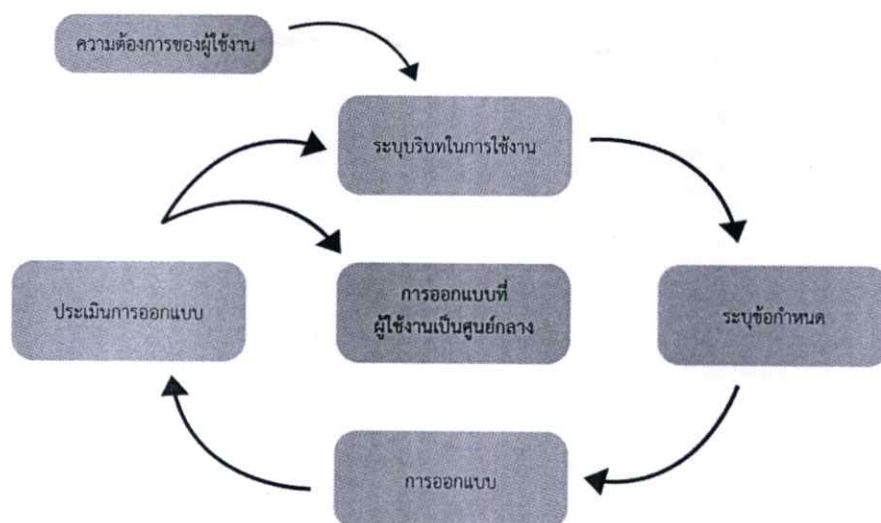 ความต้องการของผู้ใช้งาน
ระบุบริบทในการใช้งาน
ประเมินการออกแบบ
การออกแบบที่
ผู้ใช้งานเป็นศูนย์กลาง
ระบุข้อกำหนด
การออกแบบ